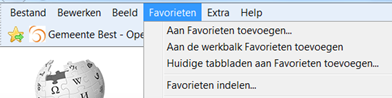 Bestand Bewerken Beeld Favorieten Extra Help
Gemeente Best - Ope
Aan Favorieten toevoegen...
Aan de werkbalk Favorieten toevoegen
Huidige tabbladen aan Favorieten toevoegen...
Favorieten indelen...